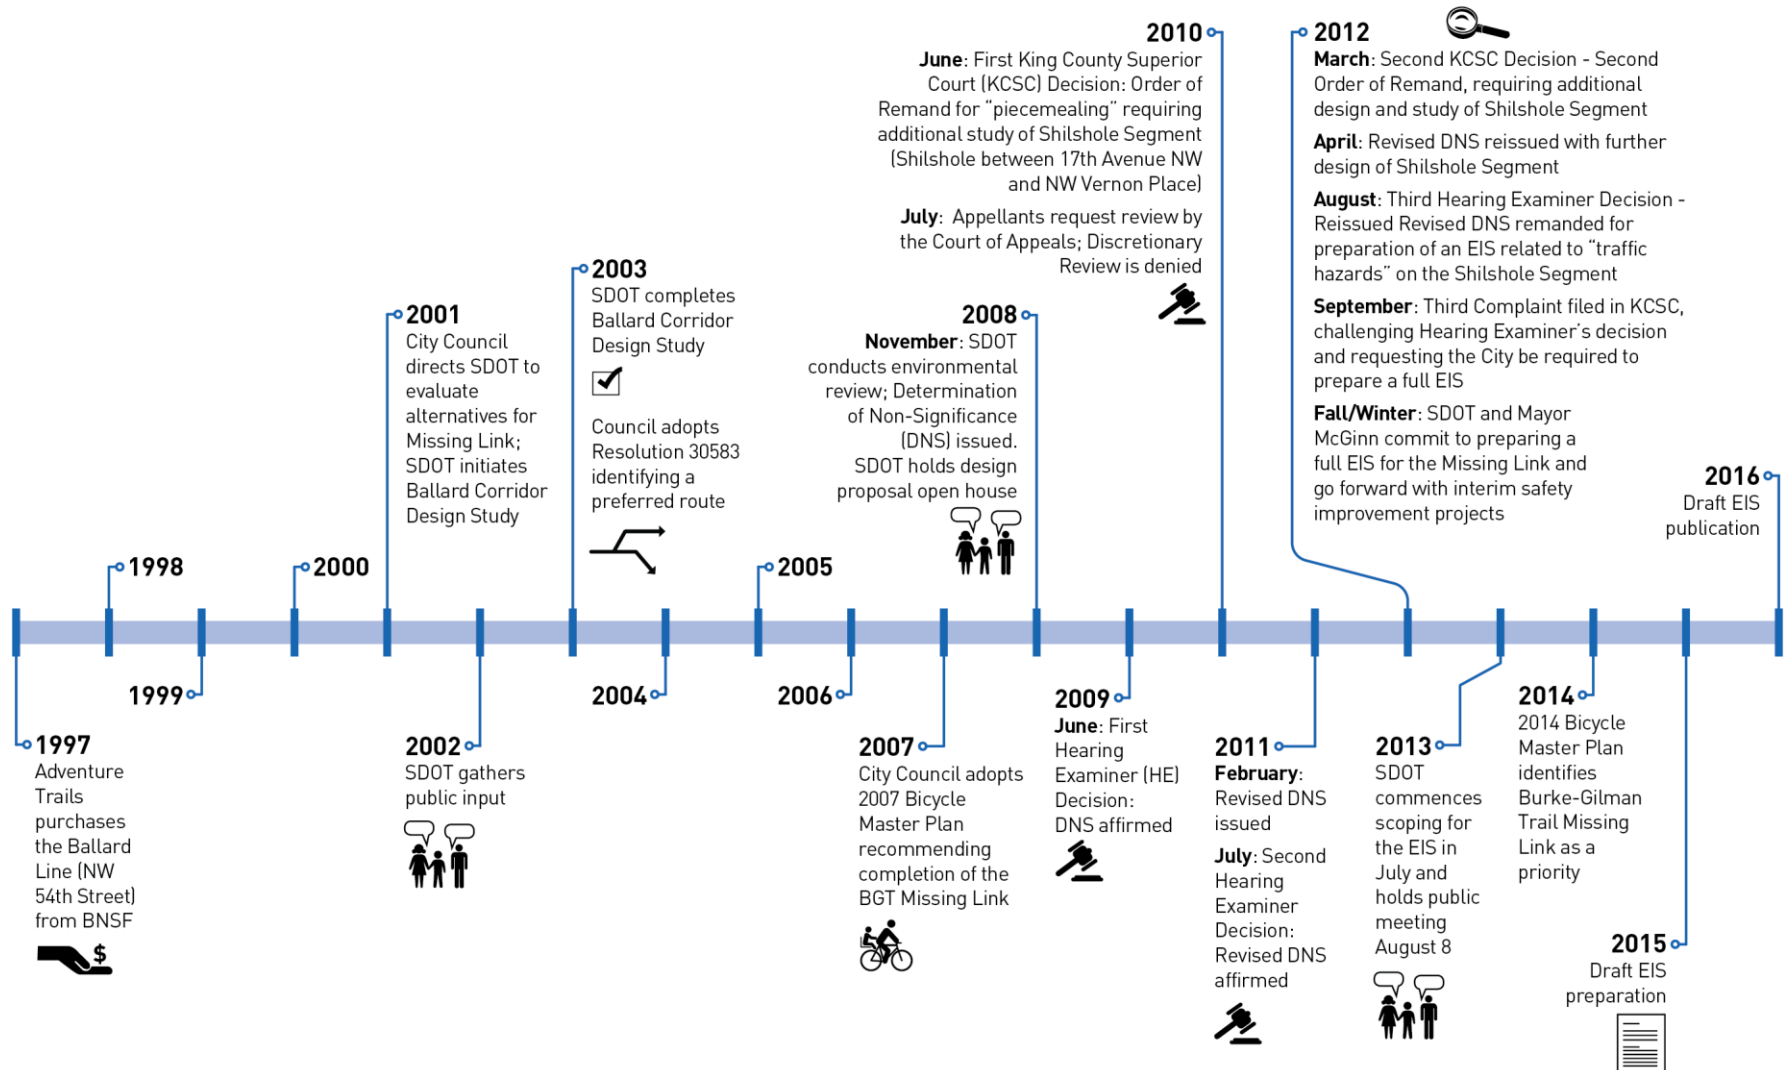 1997
Adventure
Trails
purchases
the Ballard
Line (NW
54th Street)
from BNSF
$
1998
1999
2000
2001
City Council
directs SDOT to
evaluate
alternatives for
Missing Link;
SDOT initiates
Ballard Corridor
Design Study
2002
SDOT gathers
public input
2003
SDOT completes
Ballard Corridor
Design Study
Council adopts
Resolution 30583
identifying a
preferred route
2004
2005
2006
2007
City Council adopts
2007 Bicycle
Master Plan
recommending
completion of the
BGT Missing Link
2008
November: SDOT
conducts environmental
review; Determination
of Non-Significance
(DNS) issued.
SDOT holds design
proposal open house
2009
June: First
Hearing
Examiner (HE)
Decision:
DNS affirmed
2010
June: First King County Superior
Court (KCSC) Decision: Order of
Remand for “piecemealing” requiring
additional study of Shilshole Segment
(Shilshole between 17th Avenue NW
and NW Vernon Place)
July: Appellants request review by
the Court of Appeals; Discretionary
Review is denied
2011
February:
Revised DNS
issued
July: Second
Hearing
Examiner
Decision:
Revised DNS
affirmed
2012
March: Second KCSC Decision - Second
Order of Remand, requiring additional
design and study of Shilshole Segment
April: Revised DNS reissued with further
design of Shilshole Segment
August: Third Hearing Examiner Decision -
Reissued Revised DNS remanded for
preparation of an EIS related to “traffic
hazards” on the Shilshole Segment
September: Third Complaint filed in KCSC,
challenging Hearing Examiner's decision
and requesting the City be required to
prepare a full EIS
Fall/Winter: SDOT and Mayor
McGinn commit to preparing a
full EIS for the Missing Link and
go forward with interim safety
improvement projects
2013
SDOT
commences
scoping for
the EIS in
July and
holds public
meeting
August 8
2014
2014 Bicycle
Master Plan
identifies
Burke-Gilman
Trail Missing
Link as a
priority
2015
Draft EIS
preparation
2016
Draft EIS
publication